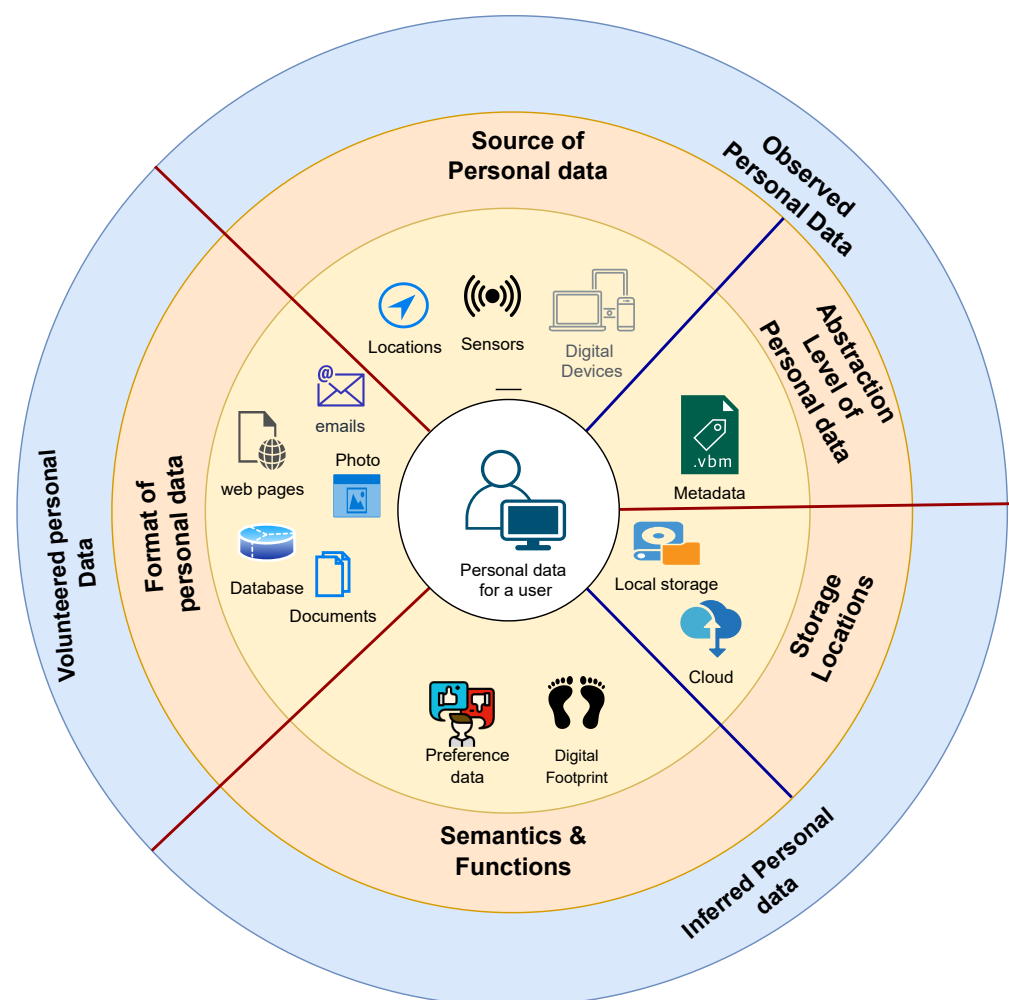 Source of
Personal data
Observed
Personal Data
Abstraction
Level of
Personal data
Locations
Sensors
Digital
Devices
@
emails
web pages
Photo
.vbm
Metadata
Format of
personal data
Volunteered personal
Data
Database
Documents
Personal data
for a user
Local storage
Cloud
Storage
Locations
Preference
data
Digital
Footprint
Semantics &
Functions
Inferred Personal
data